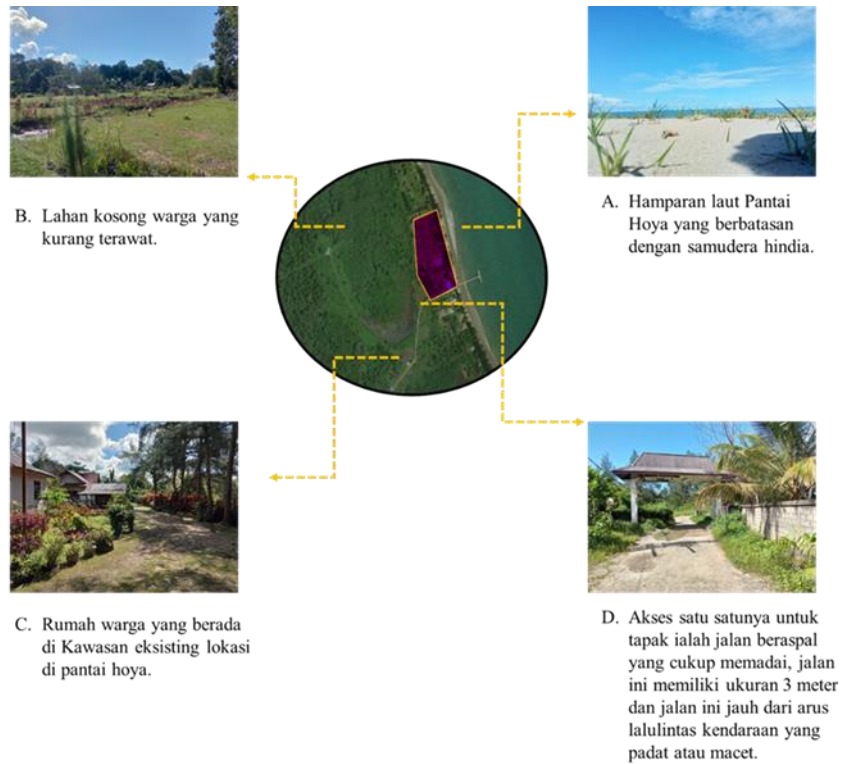 A. Hamparan laut Pantai
Hoya yang berbatasan
dengan samudera hindia.
B. Lahan kosong warga yang
kurang terawat.
C. Rumah warga yang berada
di Kawasan eksisting lokasi
di pantai hoya.
D. Akses satu satunya untuk
tapak ialah jalan beraspal
yang cukup memadai, jalan
ini memiliki ukuran 3 meter
dan jalan ini jauh dari arus
lalulintas kendaraan yang
padat atau macet.